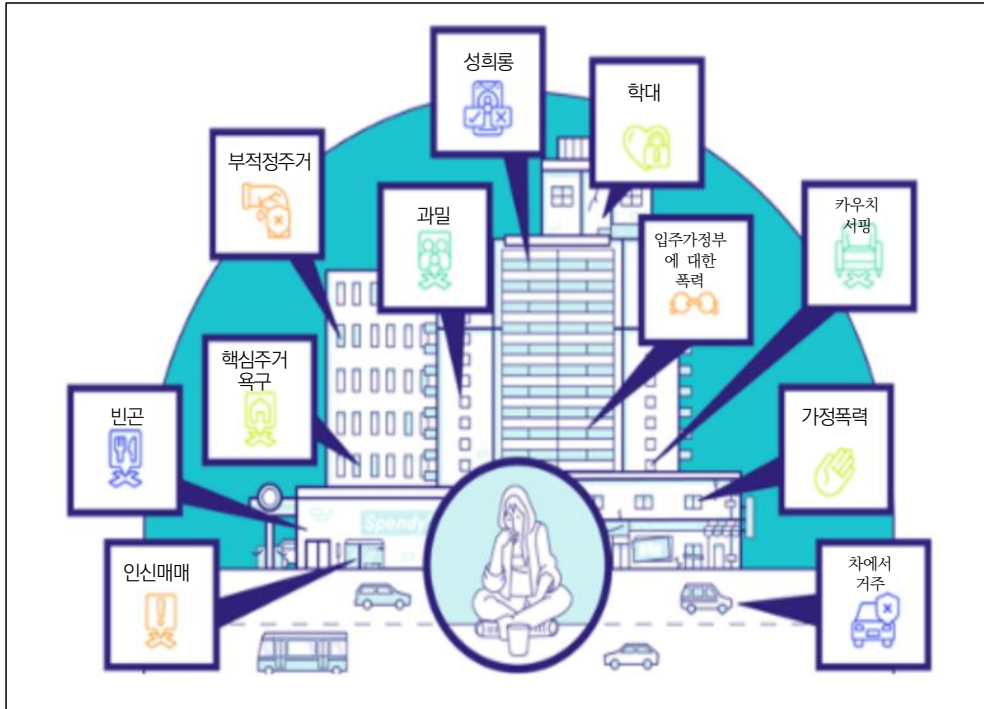 성희롱
학대
부적정주거
과밀
카우치
서핑
입주가정부
에 대한
폭력
핵심주거
욕구
빈곤
가정폭력
Spendy
인신매매
차에서
거주